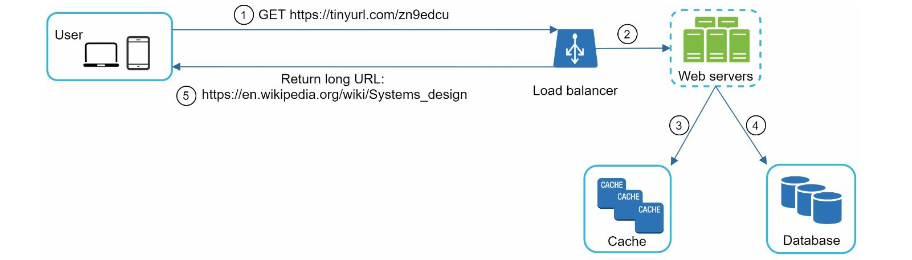 1 GET https://tinyurl.com/zn9edcu
User
2
Web servers
Load balancer
Return long URL:
5 https://en.wikipedia.org/wiki/Systems_design
3
4
CACHE
CACHE
CACHE
Cache
Database